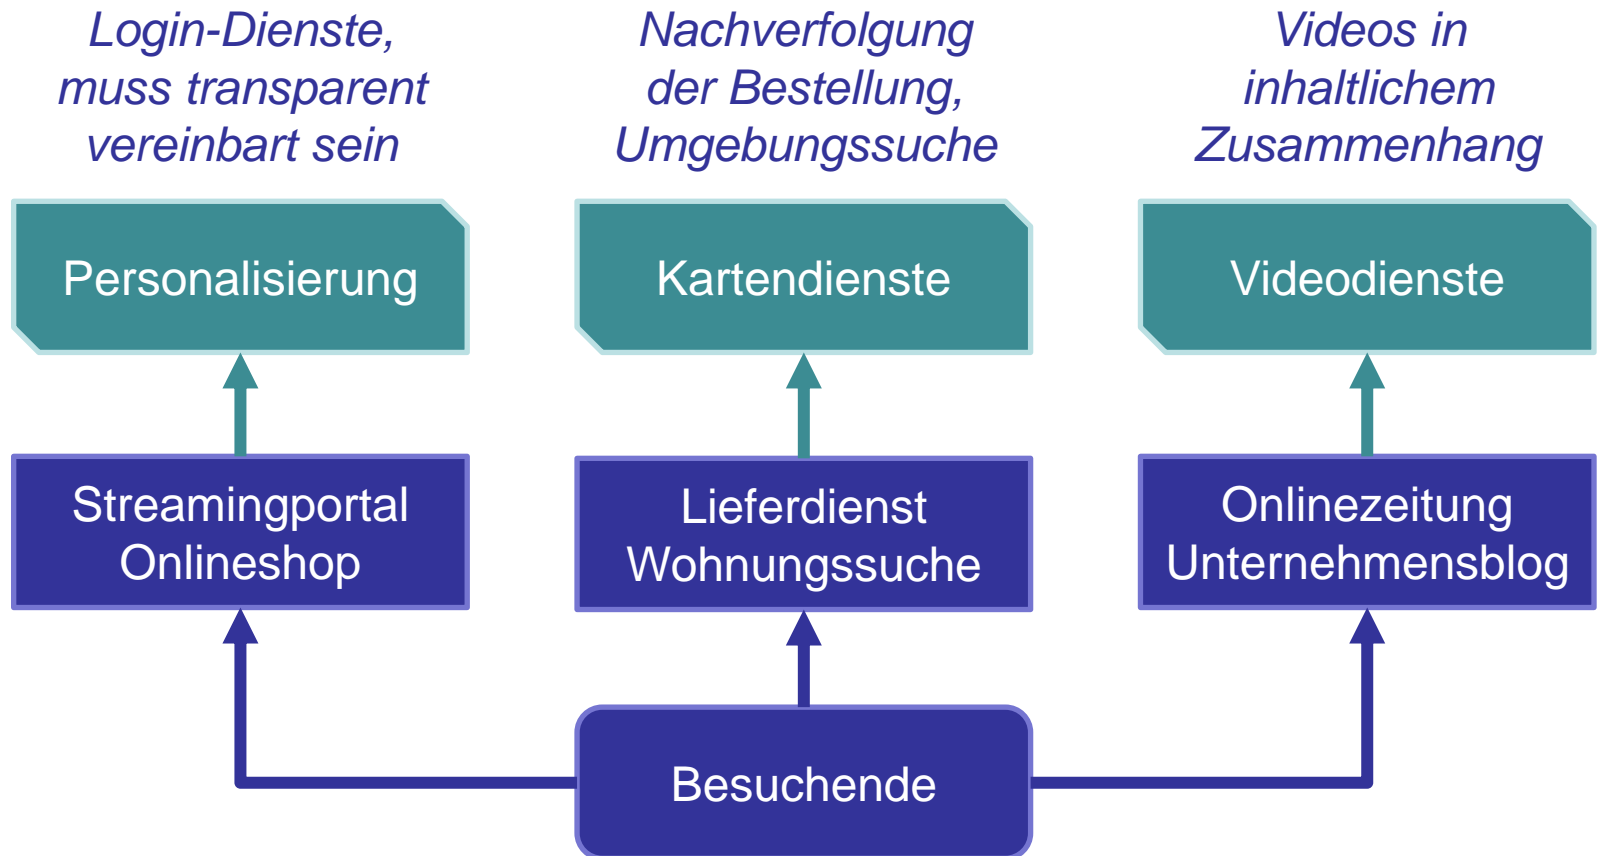 Login-Dienste,
muss transparent
vereinbart sein
Nachverfolgung
der Bestellung,
Umgebungssuche
Videos in
inhaltlichem
Zusammenhang
Personalisierung
Kartendienste
Videodienste
Streamingportal
Onlineshop
Lieferdienst
Wohnungssuche
Onlinezeitung
Unternehmensblog
Besuchende